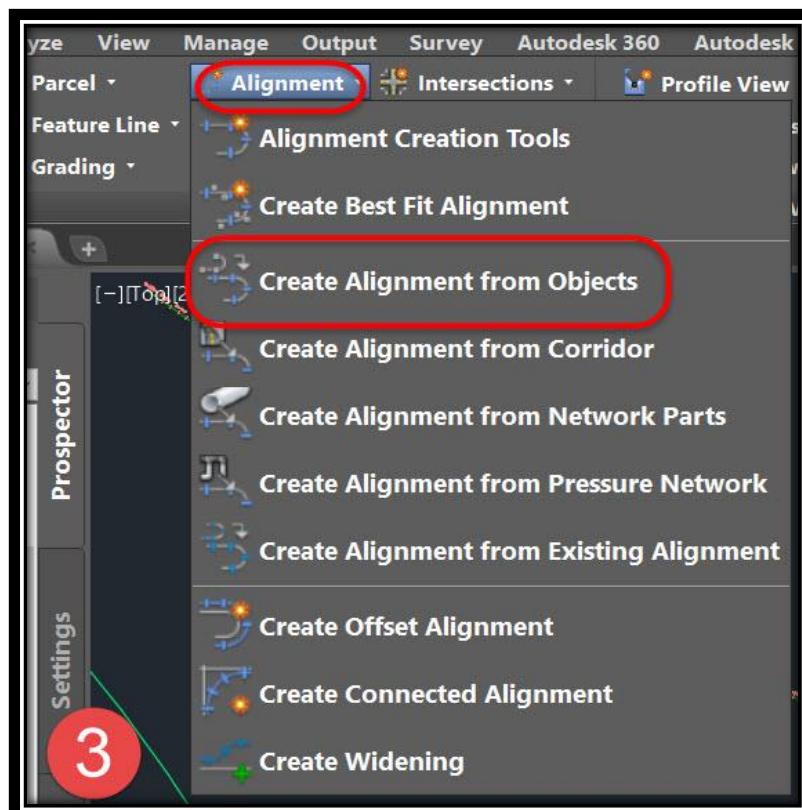 yze View Manage Output Survey Autodesk 360 Autodesk
Parcel Alignment Intersections Profile View
Feature Line
Grading
Alignment Creation Tools
Create Best Fit Alignment
Create Alignment from Objects
Create Alignment from Corridor
Create Alignment from Network Parts
Create Alignment from Pressure Network
Create Alignment from Existing Alignment
Create Offset Alignment
Create Connected Alignment
Create Widening
[-][Top][2
Prospector
Settings
3